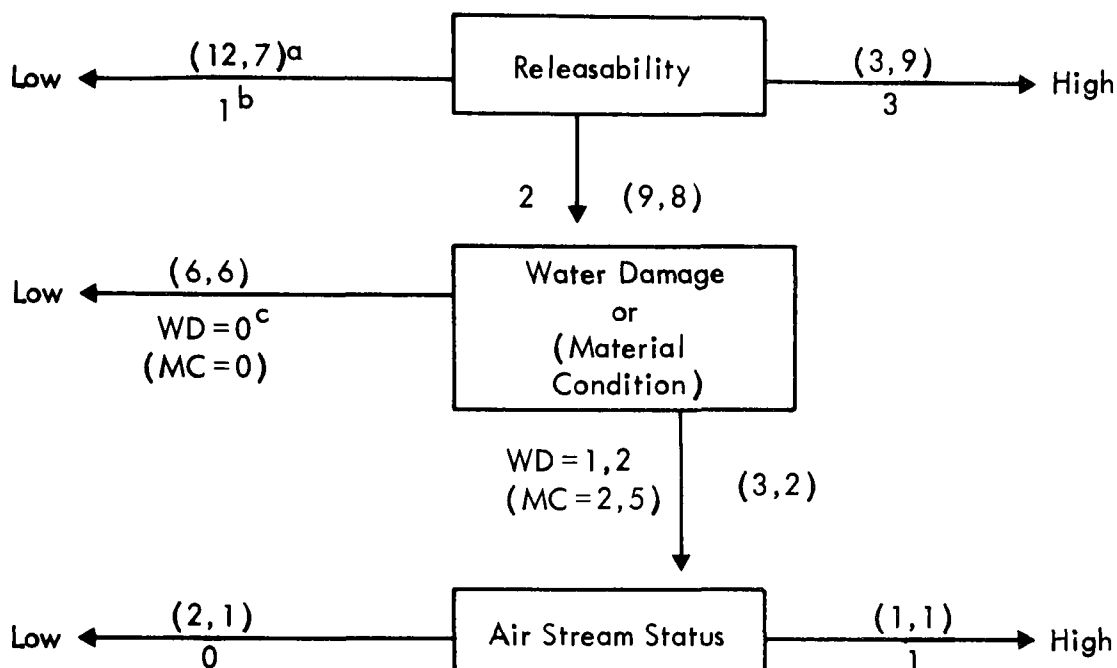 (12,7)a
Low
Releasability
(3,9)
High
1b
3
2
(9,8)
(6,6)
Low
WD=0c
(MC=0)
Water Damage
or
(Material
Condition)
WD=1,2
(MC=2,5)
(3,2)
(2,1)
Low
0
Air Stream Status
(1,1)
High
1